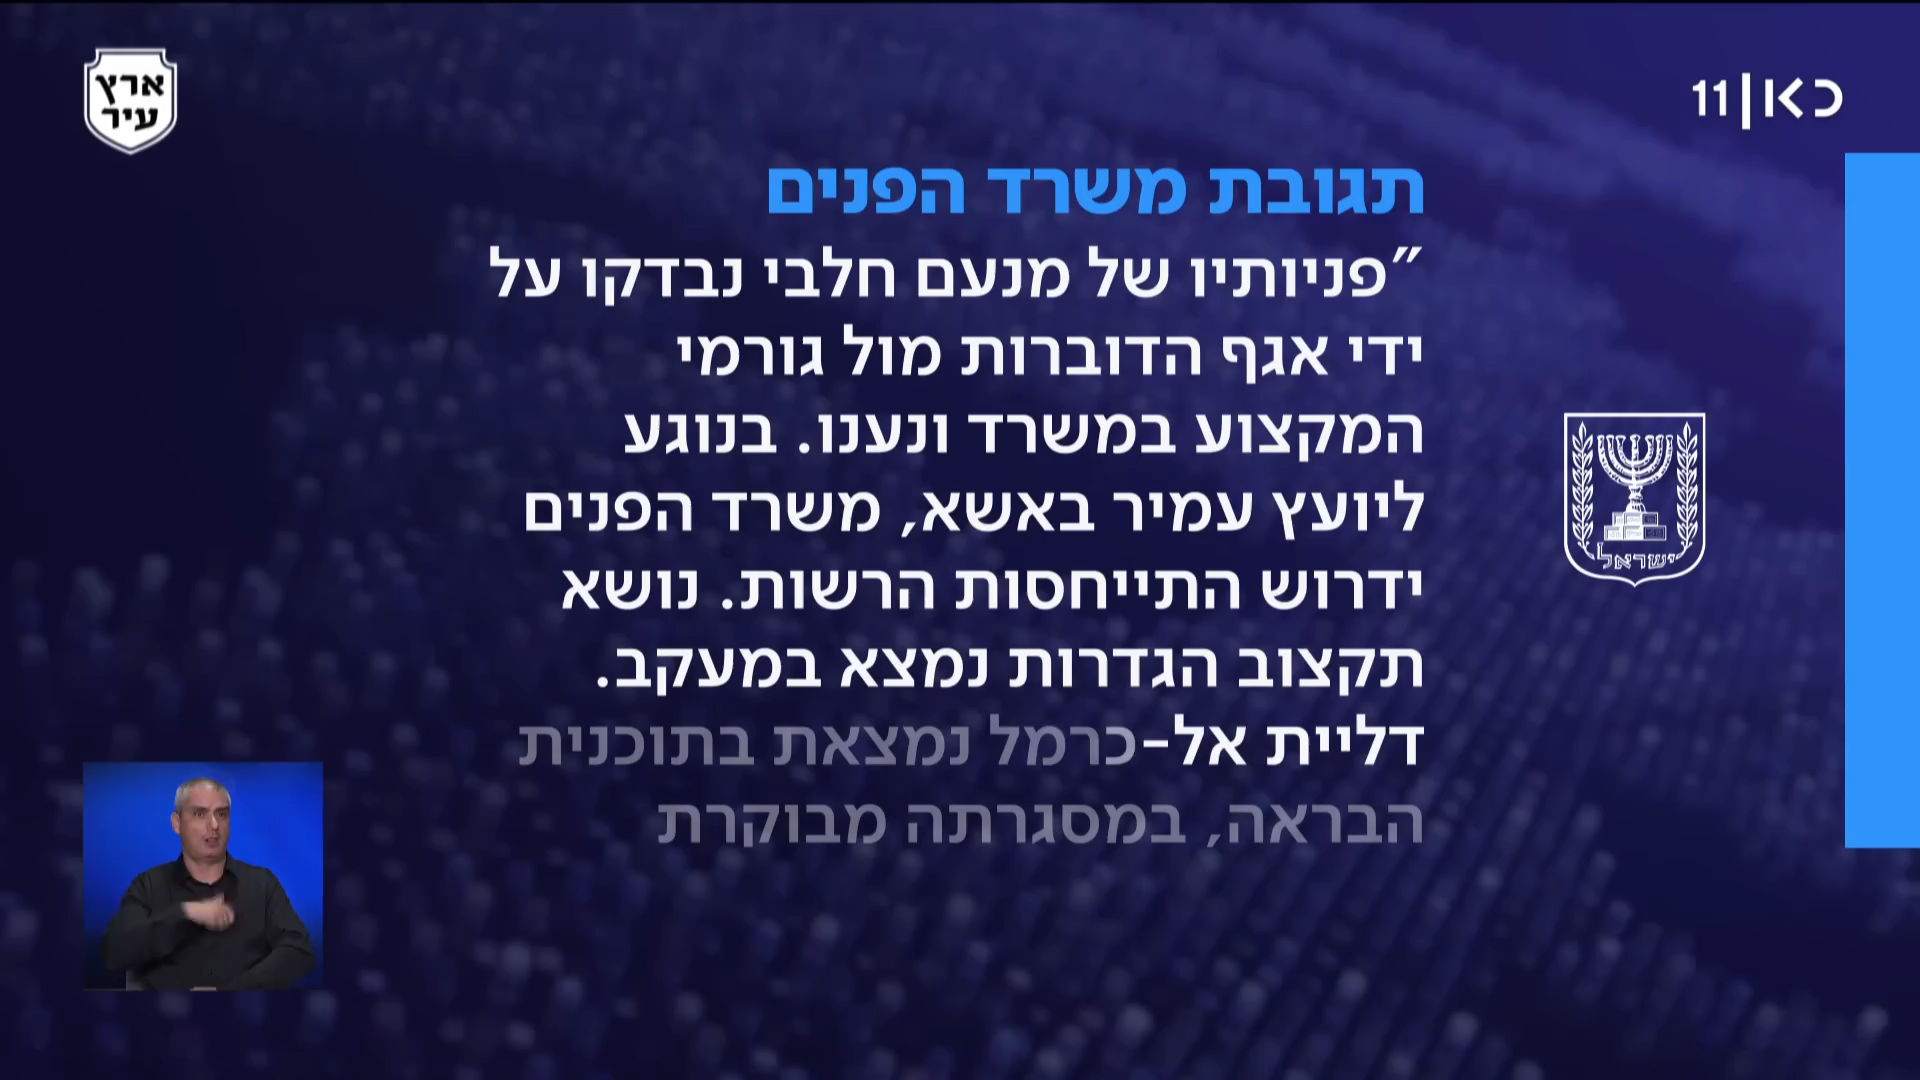 ארץ
עיר
כאן 11
תגובת משרד הפנים
"פניותיו של מנעם חלבי נבדקו על
ידי אגף הדוברות מול גורמי
המקצוע במשרד ונענו. בנוגע
ליועץ עמיר באשא, משרד הפנים
ידרוש התייחסות הרשות. נושא
תקצוב הגדרות נמצא במעקב.
דליית אל-כרמל נמצאת בתוכנית
הבראה, במסגרתה מבוקרת
ישראל